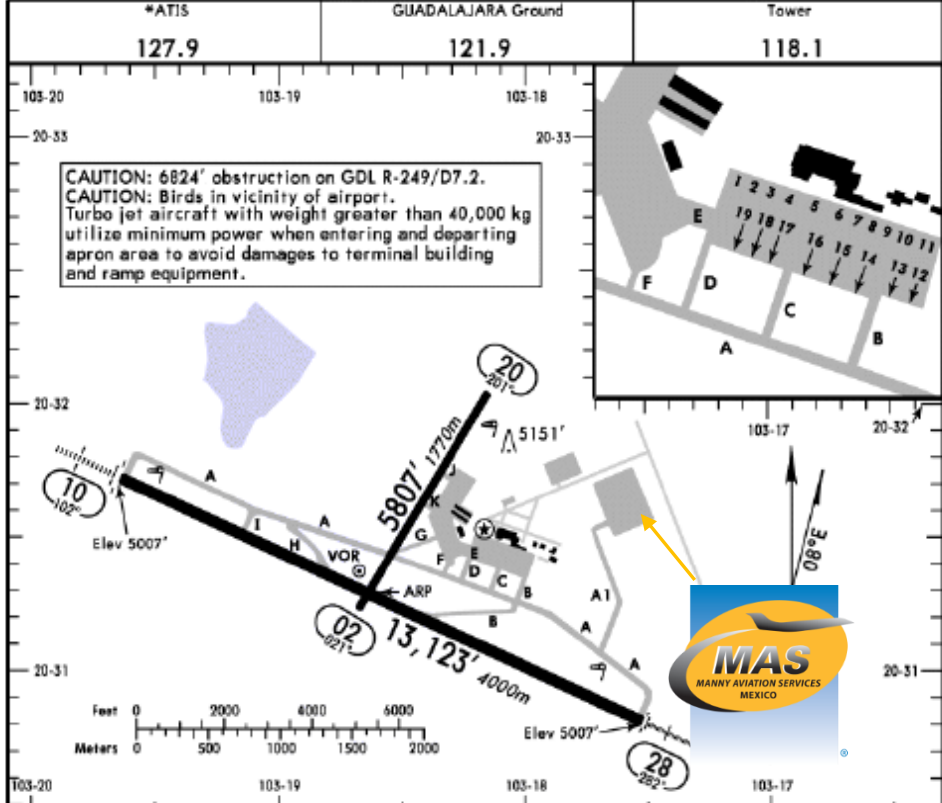 *ATIS
127.9
GUADALAJARA Ground
121.9
Tower
118.1
103-20
103-19
103-18
20-33
20-33
CAUTION: 6824' obstruction on GDL R-249/D7.2.
CAUTION: Birds in vicinity of airport.
Turbo jet aircraft with weight greater than 40,000 kg
utilize minimum power when entering and departing
apron area to avoid damages to terminal building
and ramp equipment.
1 2 3 4 5 6 7 8 9 10 11
19 18 17 16 15 14 13 12
E
F
D
C
B
A
20-32
103-17
20-32
20
201°
5151'
5807' 1770m
J
K
10
102°
Elev 5007'
A
I
H
A
VOR
G
F
E
D
C
B
B
ARP
02
021°
13,123' 4000m
A1
A
A
08°E
MAS
MANNY AVIATION SERVICES
MEXICO
®
20-31
20-31
Feet 0 2000 4000 6000
Meters 0 500 1000 1500 2000
Elev 5007'
28
282°
103-20
103-19
103-18
103-17